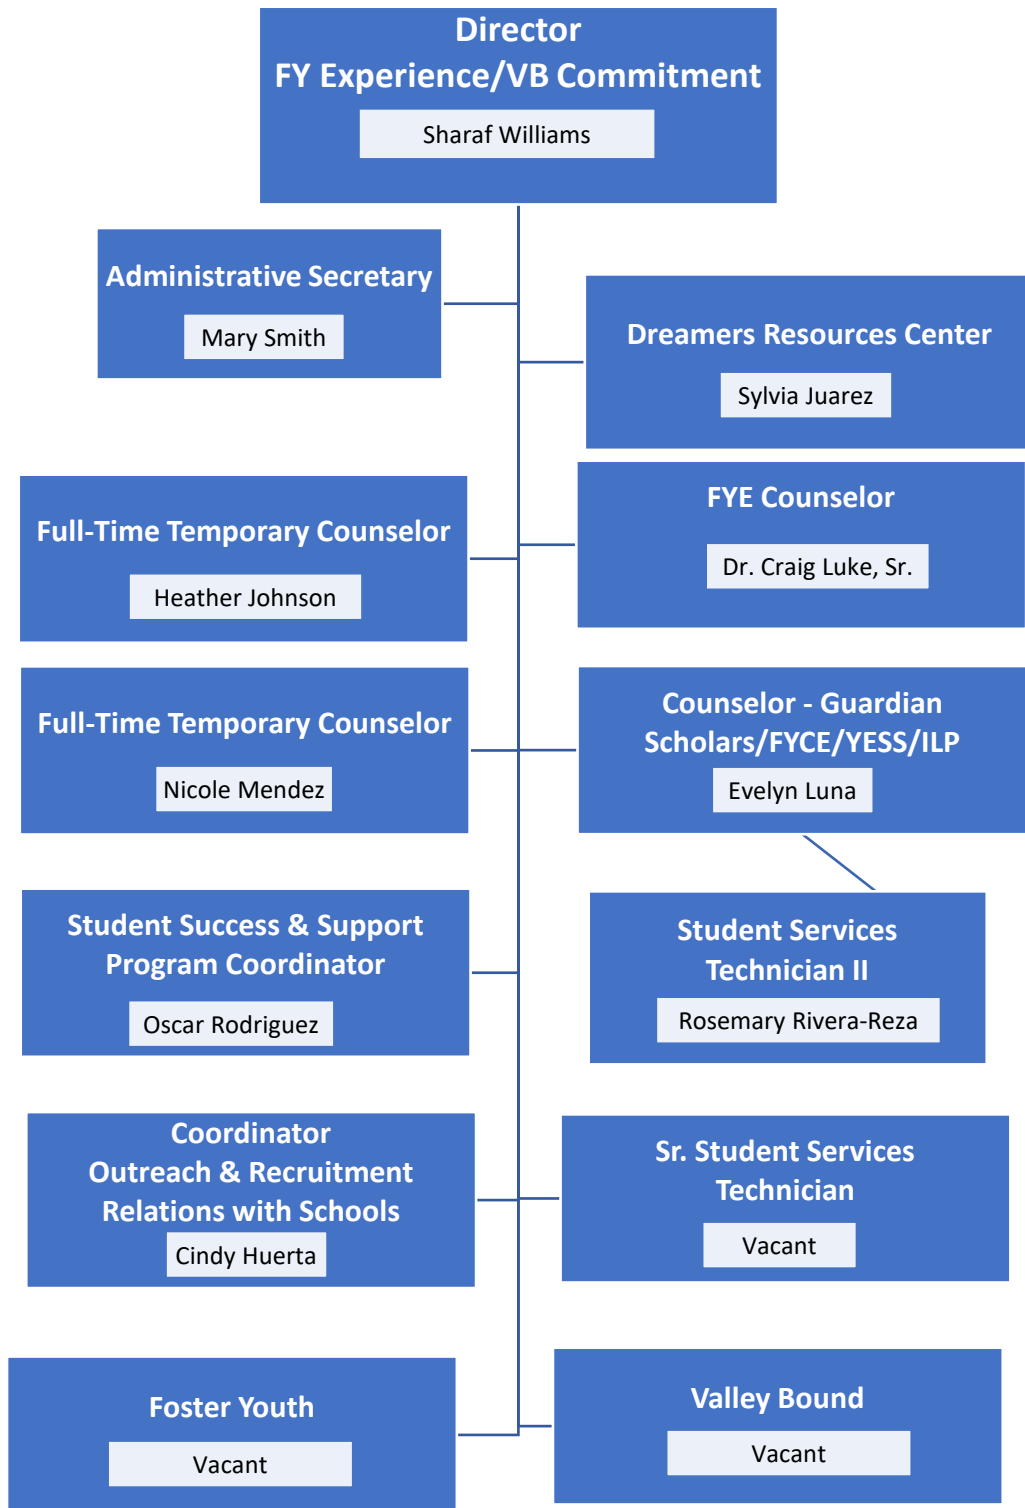 Director
FY Experience/VB Commitment
Sharaf Williams
Administrative Secretary
Mary Smith
Dreamers Resources Center
Sylvia Juarez
Full-Time Temporary Counselor
Heather Johnson
FYE Counselor
Dr. Craig Luke, Sr.
Full-Time Temporary Counselor
Nicole Mendez
Counselor - Guardian
Scholars/FYCE/YESS/ILP
Evelyn Luna
Student Success & Support
Program Coordinator
Oscar Rodriguez
Student Services
Technician II
Rosemary Rivera-Reza
Coordinator
Outreach & Recruitment
Relations with Schools
Cindy Huerta
Sr. Student Services
Technician
Vacant
Foster Youth
Vacant
Valley Bound
Vacant